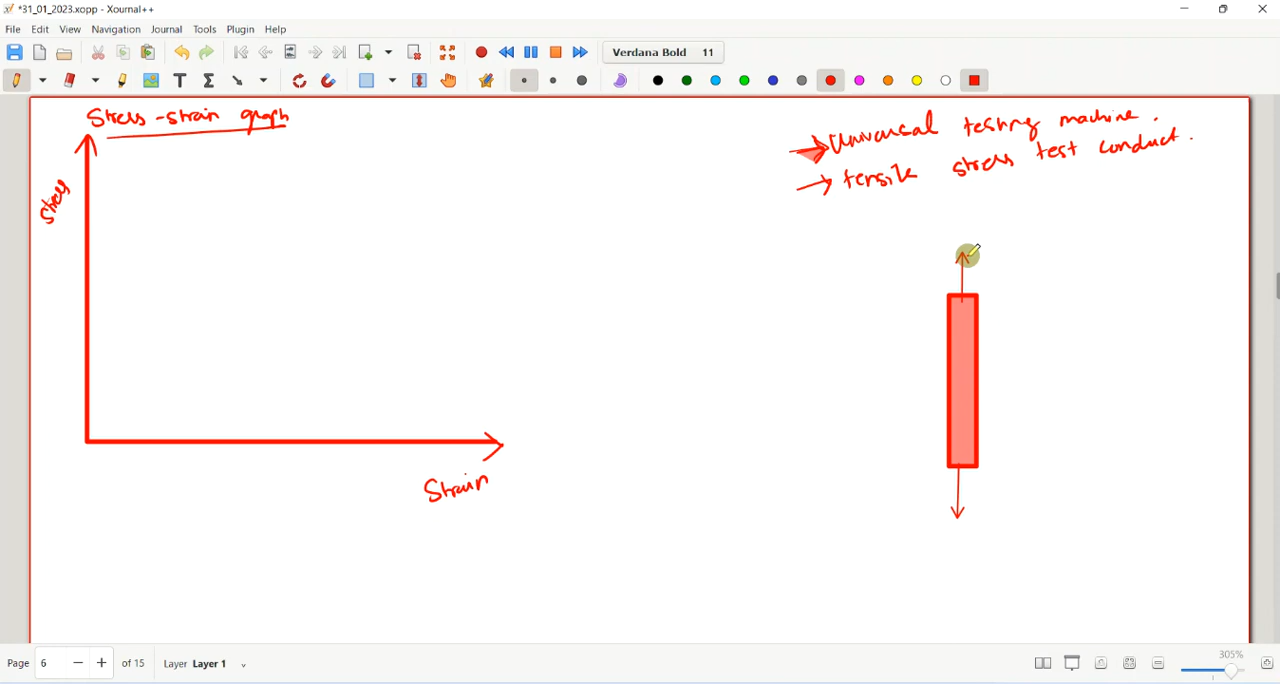 *31_01_2023.xopp - Xournal++
File Edit View Navigation Journal Tools Plugin Help
Verdana Bold 11
Stress-strain graph
stress
Strain
Universal testing machine.
tensile stress test conduct.
Page 6 of 15 Layer Layer 1
305%